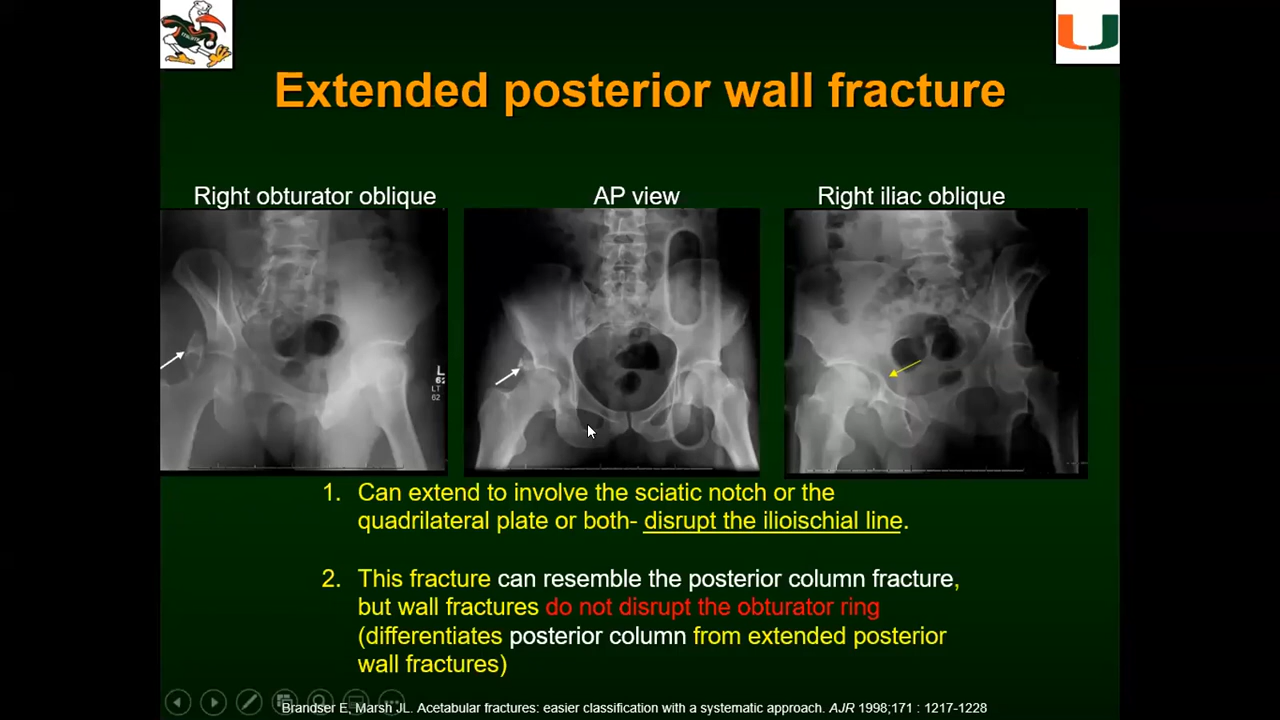 Extended posterior wall fracture
Right obturator oblique
AP view
Right iliac oblique
L
62
LT
62
1. Can extend to involve the sciatic notch or the
quadrilateral plate or both- disrupt the ilioischial line.
2. This fracture can resemble the posterior column fracture,
but wall fractures do not disrupt the obturator ring
(differentiates posterior column from extended posterior
wall fractures)
Brandser E, Marsh JL. Acetabular fractures: easier classification with a systematic approach. AJR 1998;171 : 1217-1228